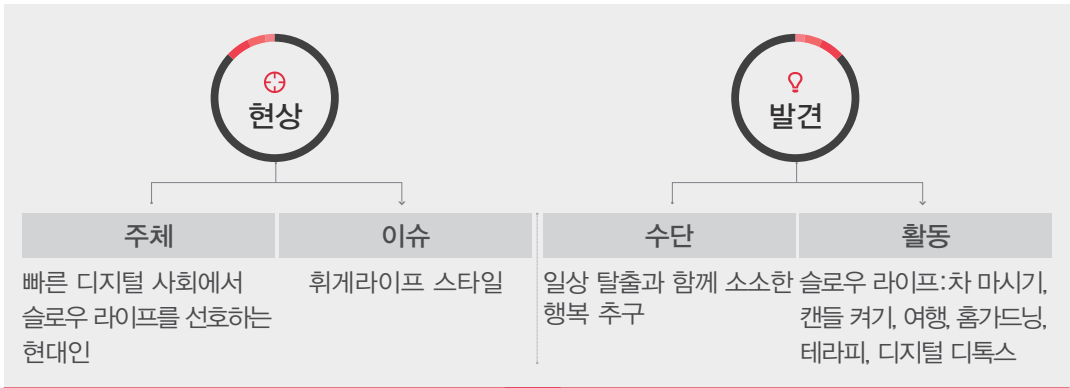 현상
발견
주체
이슈
수단
활동
빠른 디지털 사회에서
슬로우 라이프를 선호하는
현대인
휘게라이프 스타일
일상 탈출과 함께 소소한
행복 추구
슬로우 라이프:차 마시기,
캔들 켜기, 여행, 홈가드닝,
테라피, 디지털 디톡스